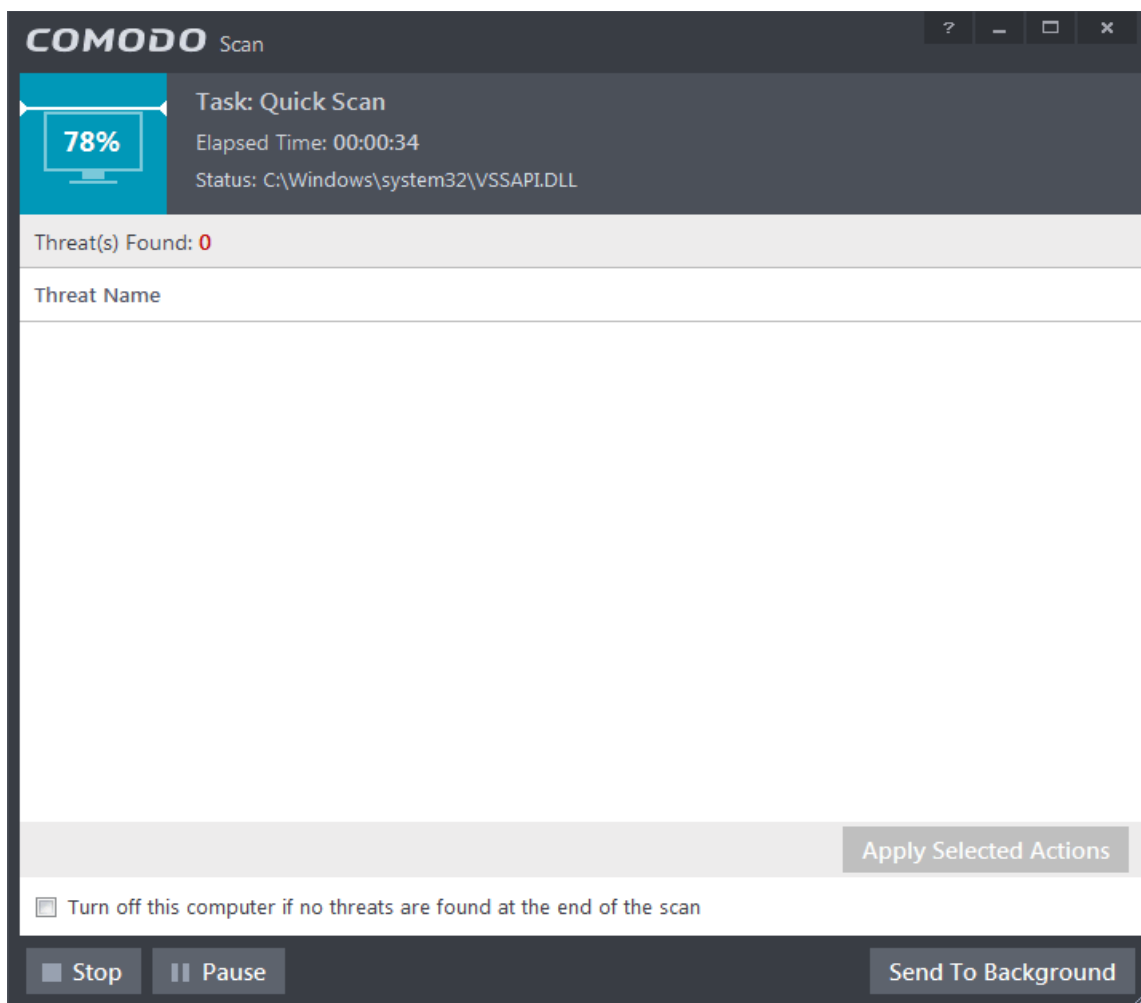 COMODO Scan
?
78%
Task: Quick Scan
Elapsed Time: 00:00:34
Status: C:\Windows\system32\VSSAPI.DLL
Threat(s) Found: 0
Threat Name
Apply Selected Actions
Turn off this computer if no threats are found at the end of the scan
Stop
Pause
Send To Background